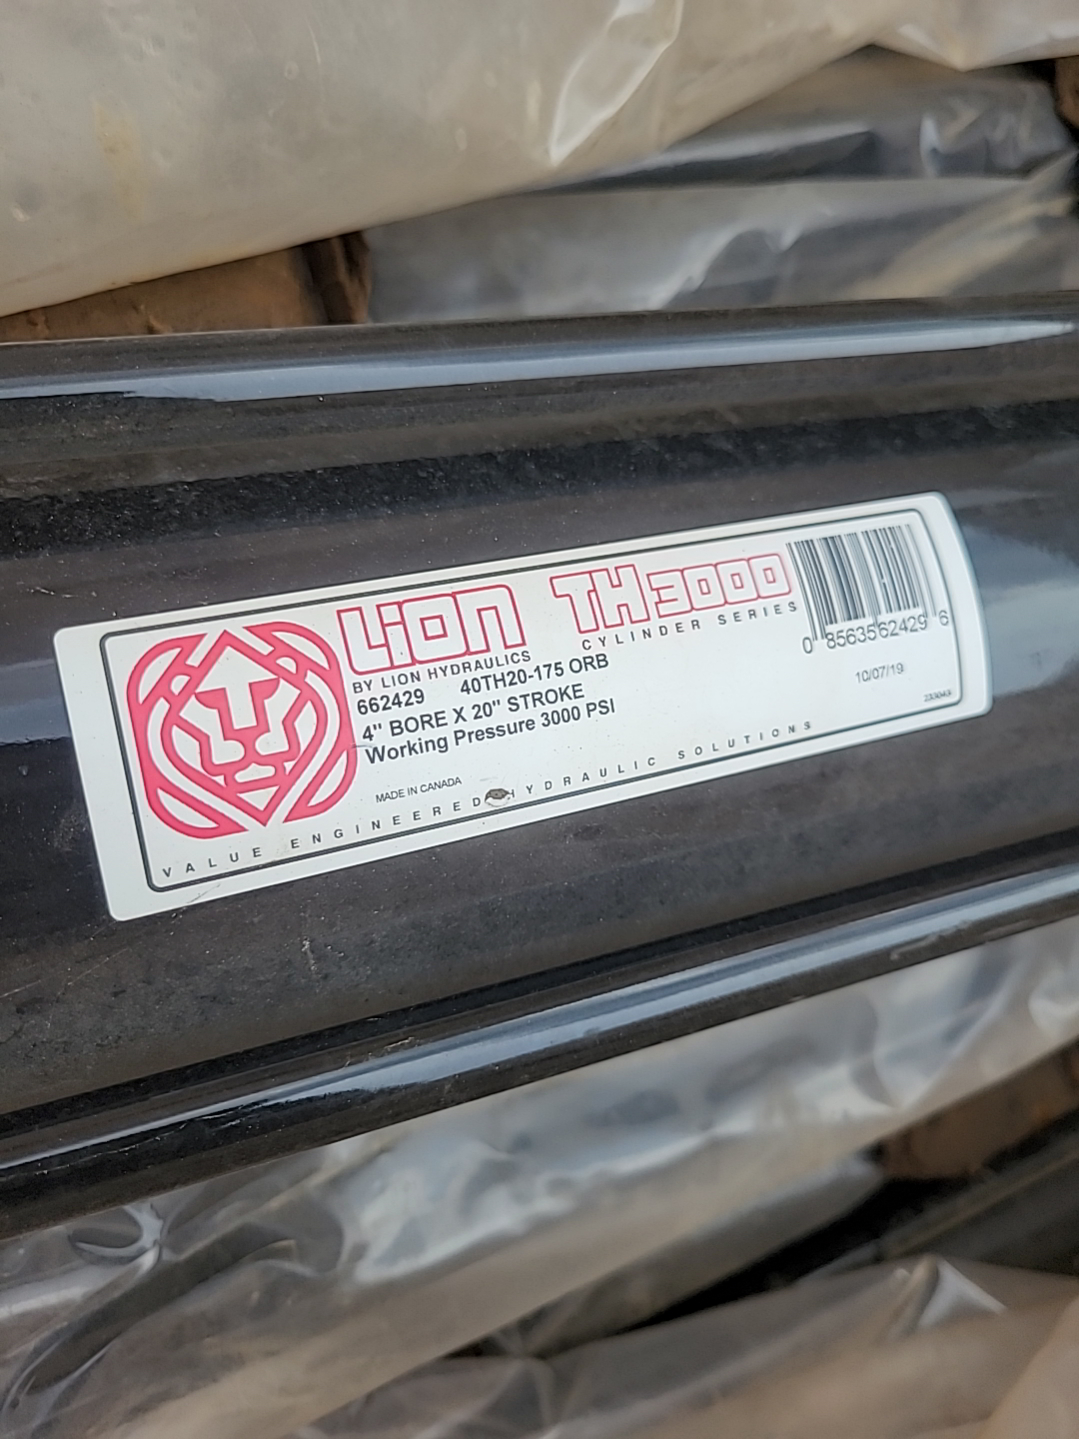 LION TH3000
BY LION HYDRAULICS CYLINDER SERIES
662429 40TH20-175 ORB
4" BORE X 20" STROKE
Working Pressure 3000 PSI
MADE IN CANADA
VALUE ENGINEERED HYDRAULIC SOLUTIONS
0 85635 62429 6
10/07/19